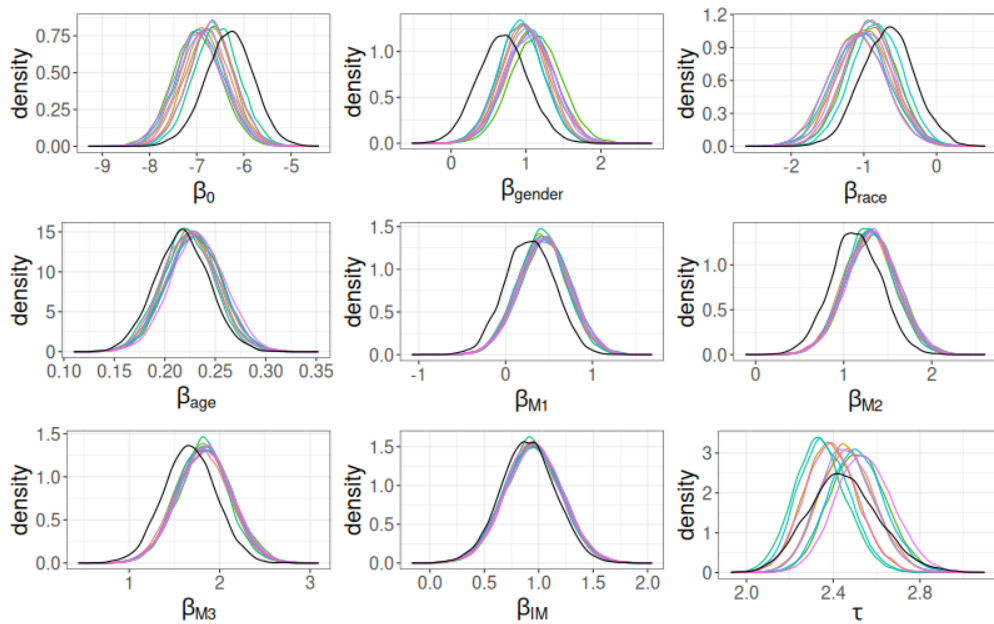 density
0.75
0.50
0.25
0.00
-9 -8 -7 -6 -5
β0
density
1.0
0.5
0.0
0 1 2
βgender
density
1.2
0.9
0.6
0.3
0.0
-2 -1 0
βrace
density
15
10
5
0
0.10 0.15 0.20 0.25 0.30 0.35
βage
density
1.5
1.0
0.5
0.0
-1 0 1
βM1
density
1.0
0.5
0.0
0 1 2
βM2
density
1.5
1.0
0.5
0.0
1 2 3
βM3
density
1.5
1.0
0.5
0.0
0.0 0.5 1.0 1.5 2.0
βIM
density
3
2
1
0
2.0 2.4 2.8
τ